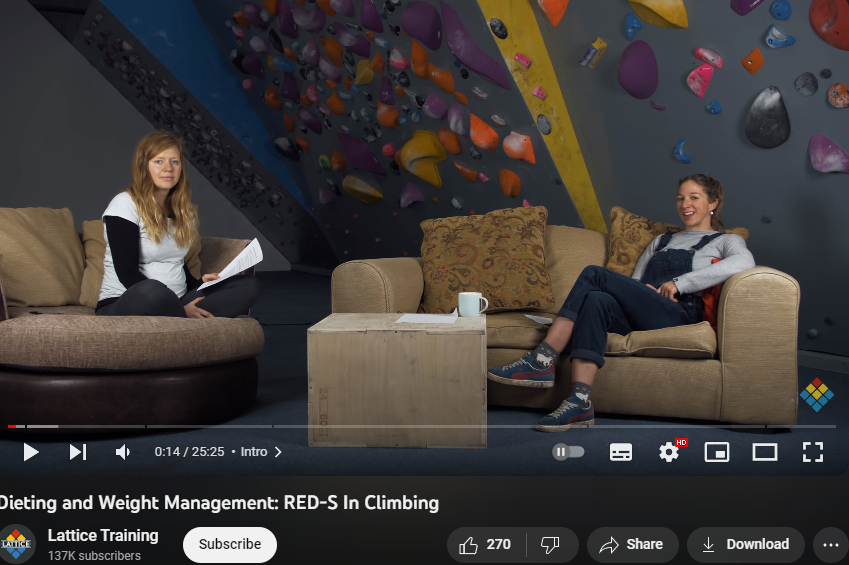 0:14 / 25:25 • Intro
HD
Dieting and Weight Management: RED-S In Climbing
LATTICE
Lattice Training
137K subscribers
Subscribe
270
Share
Download